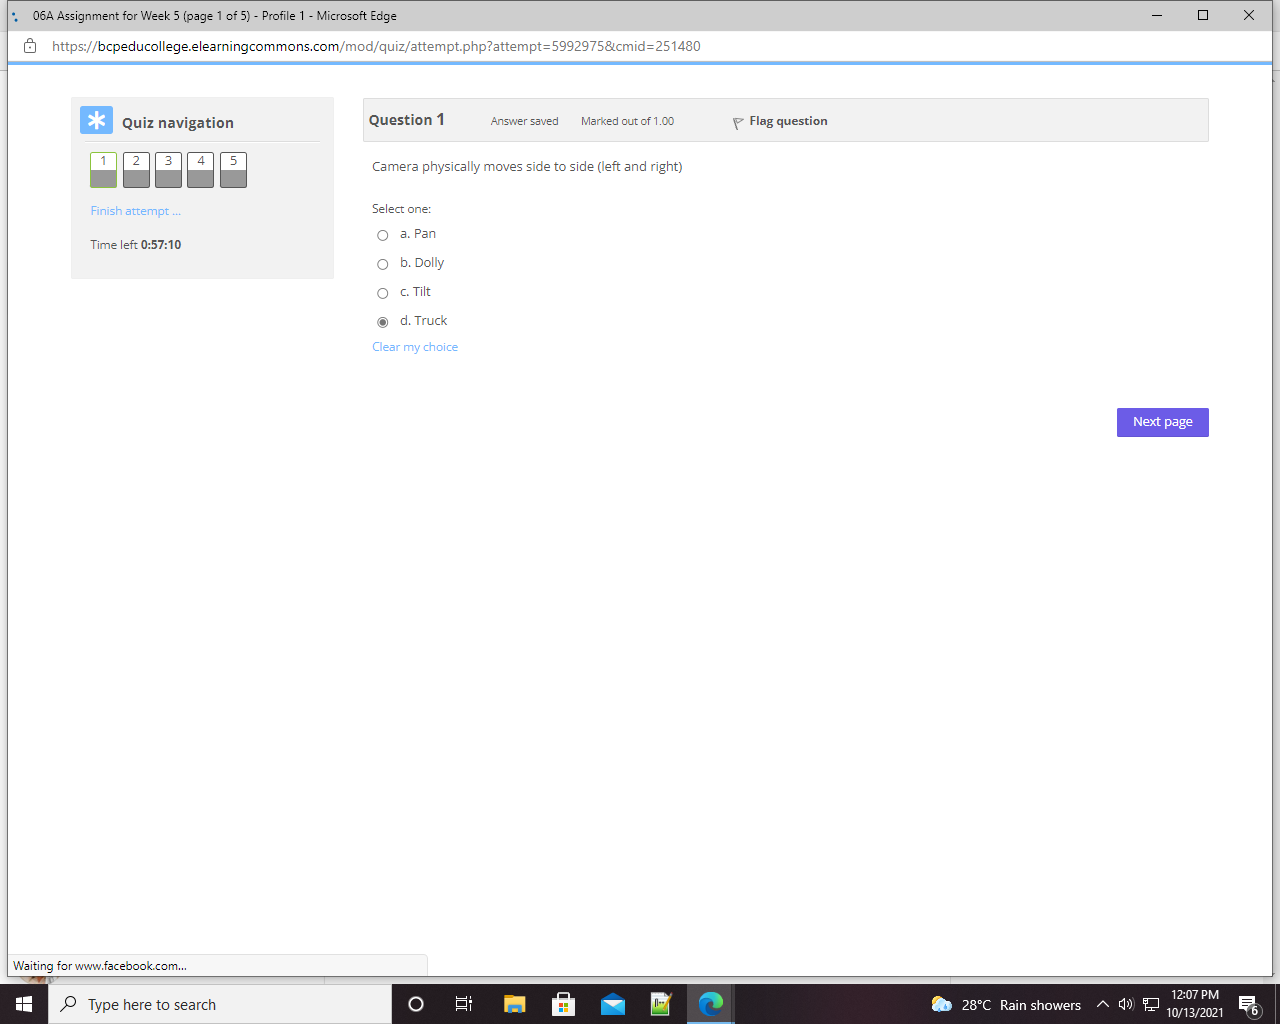 06A Assignment for Week 5 (page 1 of 5) - Profile 1 - Microsoft Edge
https://bcpeducollege.elearningcommons.com/mod/quiz/attempt.php?attempt=5992975&cmid=251480
Quiz navigation
1 2 3 4 5
Finish attempt ...
Time left 0:57:10
Question 1 Answer saved Marked out of 1.00 Flag question
Camera physically moves side to side (left and right)
Select one:
a. Pan
b. Dolly
c. Tilt
d. Truck
Clear my choice
Next page
Waiting for www.facebook.com...
Type here to search
28°C Rain showers
12:07 PM
10/13/2021
6